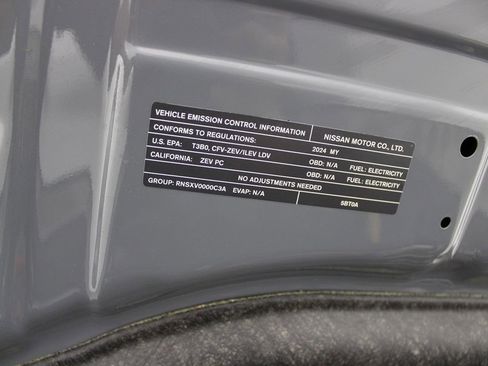 VEHICLE EMISSION CONTROL INFORMATION NISSAN MOTOR CO., LTD.
CONFORMS TO REGULATIONS: 2024 MY
U.S. EPA: T3B0, CFV-ZEV//ILEV LDV OBD: N/A FUEL: ELECTRICITY
CALIFORNIA: ZEV PC OBD: N/A FUEL: ELECTRICITY
NO ADJUSTMENTS NEEDED
GROUP: RNSXV0000C3A EVAP: N/A 5BT0A